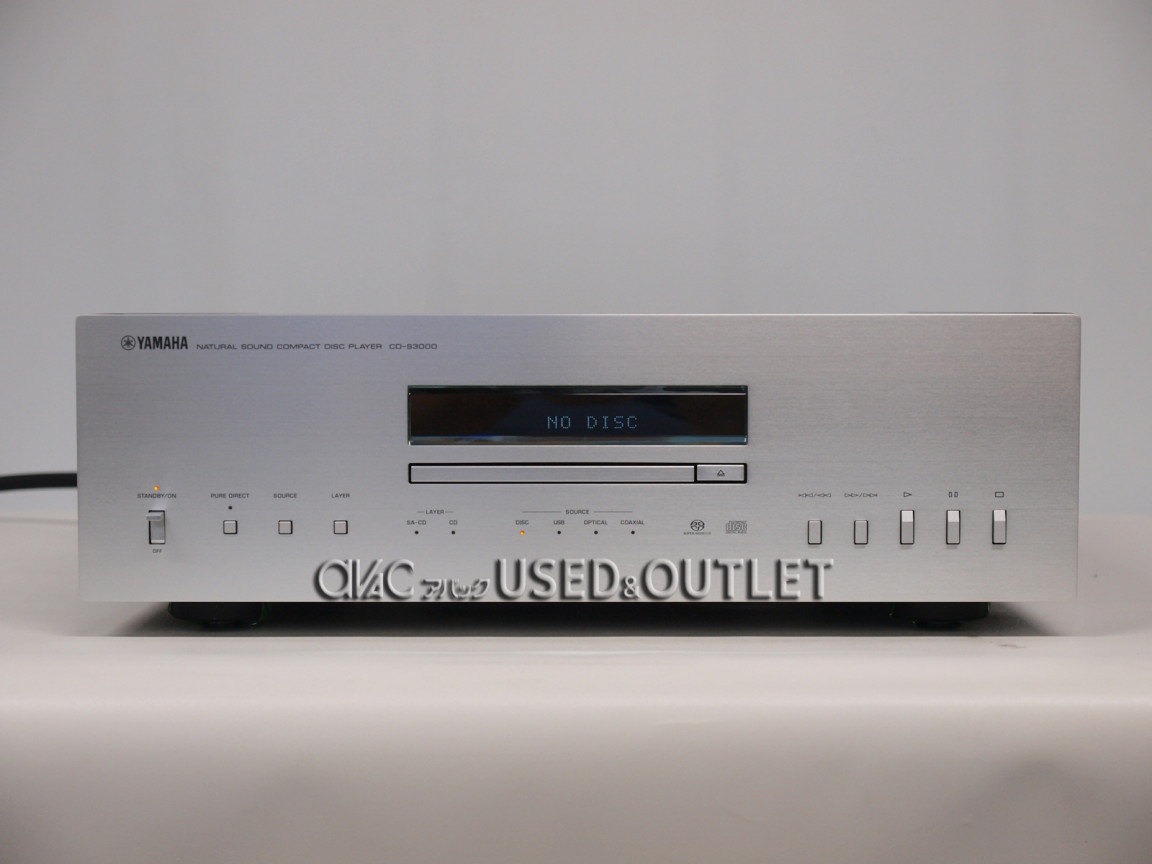 YAMAHA NATURAL SOUND COMPACT DISC PLAYER CD-S3000
NO DISC
STANDBY/ON
OFF
PURE DIRECT
SOURCE
LAYER
LAYER
SA-CD CD
SOURCE
DISC USB OPTICAL COAXIAL
AVAC アバック USED&OUTLET